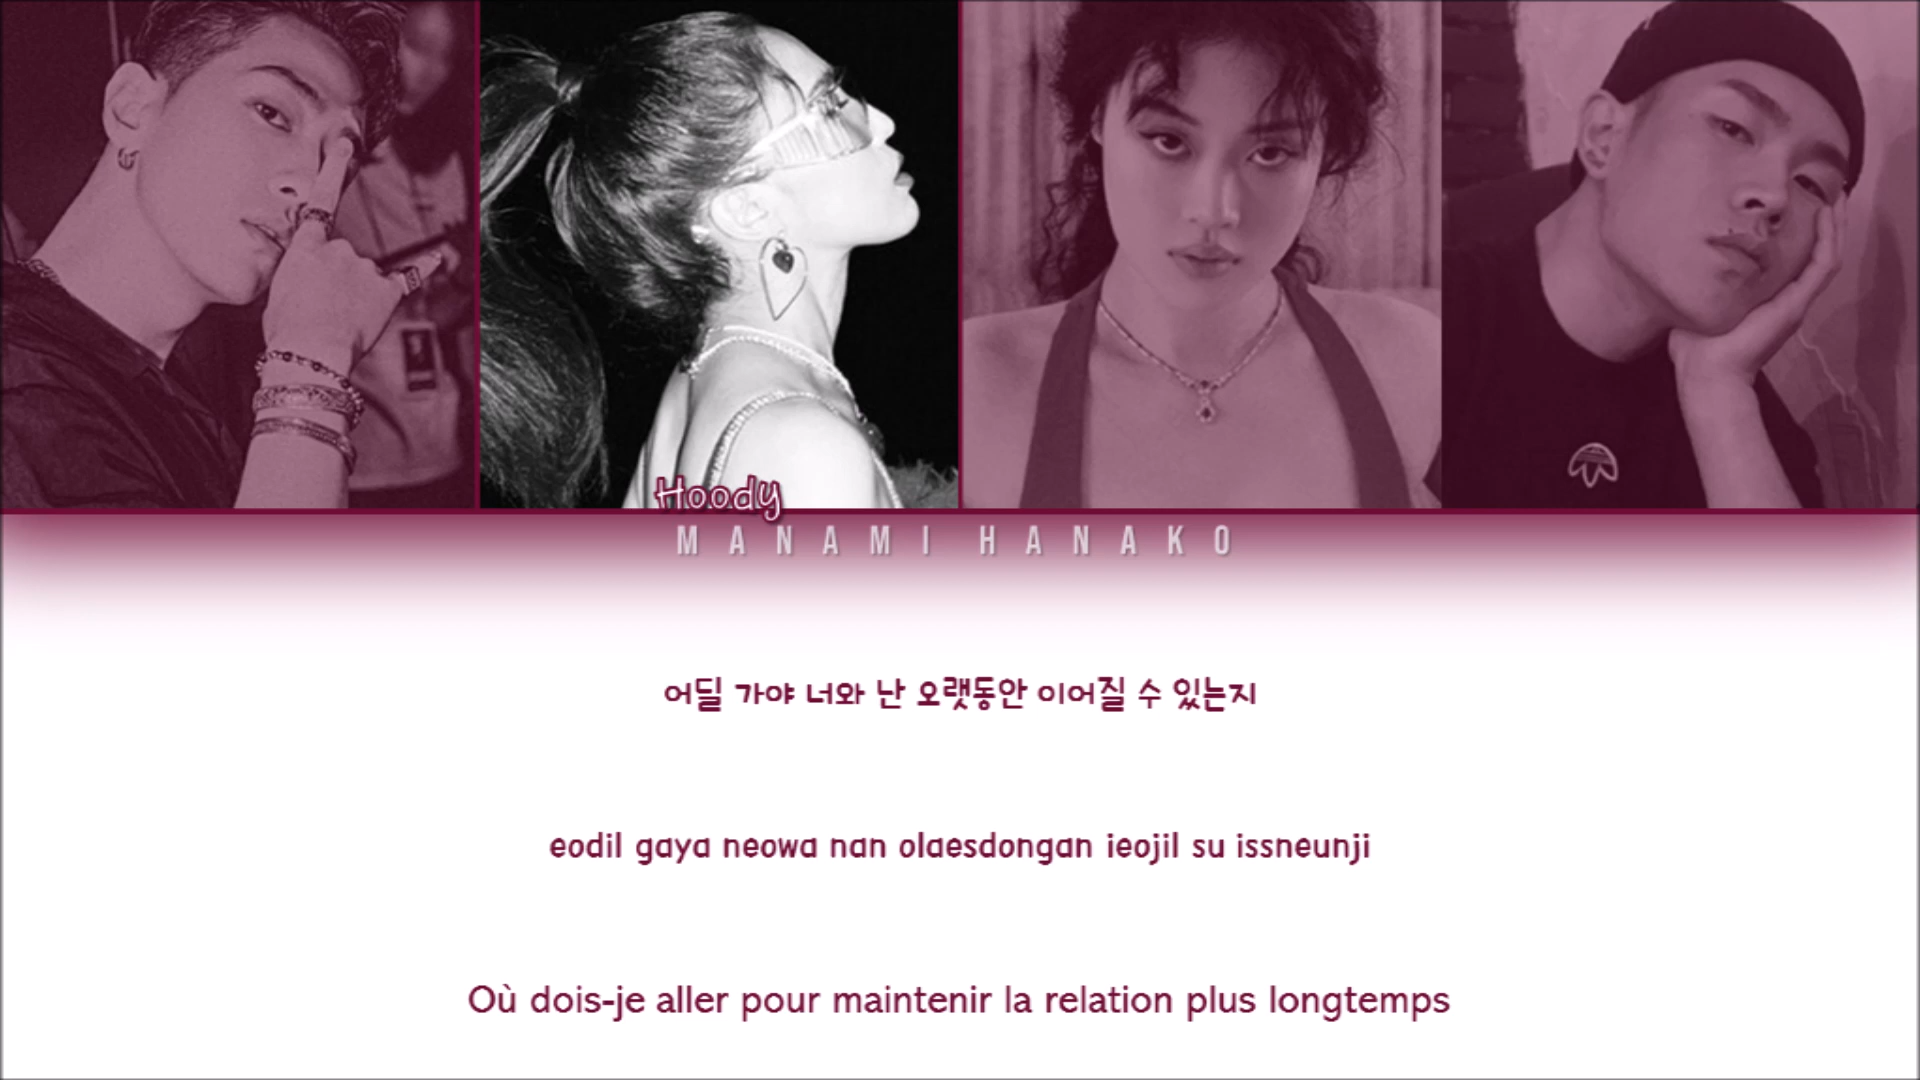 Hoody
MANAMI HANAKO
어딜 가야 너와 난 오랫동안 이어질 수 있는지
eodil gaya neowa nan olaesdongan ieojil su issneunji
Où dois-je aller pour maintenir la relation plus longtemps